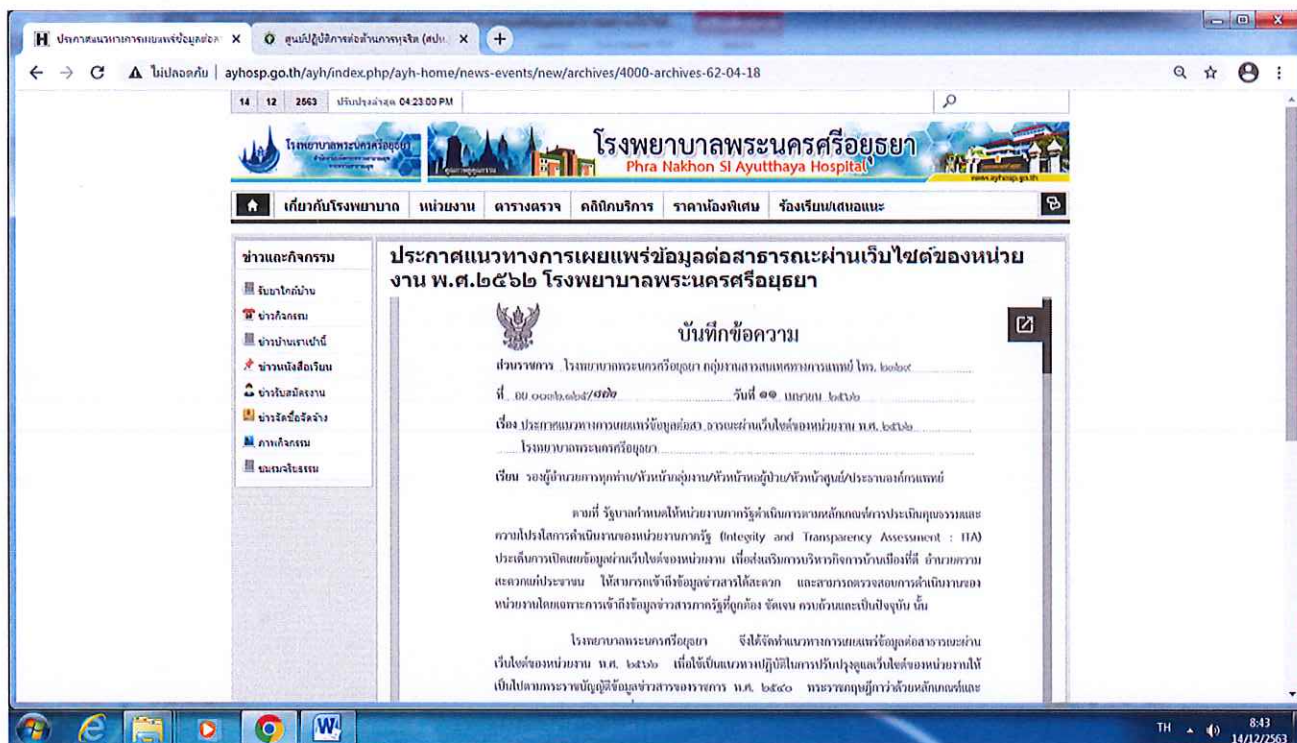 ประกาศแนวทางการเผยแพร่ข้อมูลต่อส
ศูนย์ปฏิบัติการต่อต้านการทุจริต (ศปท.
ไม่ปลอดภัย | ayhosp.go.th/ayh/index.php/ayh-home/news-events/new/archives/4000-archives-62-04-18
14 12 2563 ปรับปรุงล่าสุด 04:23:00 PM
โรงพยาบาลพระนครศรีอยุธยา
โรงพยาบาลพระนครศรีอยุธยา
Phra Nakhon SI Ayutthaya Hospital
news.ayhosp.go.th
เกี่ยวกับโรงพยาบาล หน่วยงาน ตารางตรวจ คลินิกบริการ ราคาห้องพิเศษ ร้องเรียน/เสนอแนะ
ข่าวและกิจกรรม
รับยาใกล้บ้าน
ข่าวกิจกรรม
ข่าวบ้านเราเช้านี้
ข่าวหนังสือเวียน
ข่าวรับสมัครงาน
ข่าวจัดซื้อจัดจ้าง
ภาพกิจกรรม
ชมรมจริยธรรม
ประกาศแนวทางการเผยแพร่ข้อมูลต่อสาธารณะผ่านเว็บไซต์ของหน่วย
งาน พ.ศ.๒๕๖๒ โรงพยาบาลพระนครศรีอยุธยา
บันทึกข้อความ
ส่วนราชการ โรงพยาบาลพระนครศรีอยุธยา กลุ่มงานสารสนเทศทางการแพทย์ โทร.
ที่ อย วันที่ ๑๑ เมษายน ๒๕๖๒
เรื่อง ประกาศแนวทางการเผยแพร่ข้อมูลต่อสา ธารณะผ่านเว็บไซต์ของหน่วยงาน พ.ศ. ๒๕๖๒
โรงพยาบาลพระนครศรีอยุธยา
เรียน รองผู้อำนวยการทุกท่าน/หัวหน้ากลุ่มงาน/หัวหน้าหอผู้ป่วย/หัวหน้าศูนย์/ประธานองค์กรแพทย์
ตามที่ รัฐบาลกำหนดให้หน่วยงานภาครัฐดำเนินการตามหลักเกณฑ์การประเมินคุณธรรมและ
ความโปร่งใสการดำเนินงานของหน่วยงานภาครัฐ (Integrity and Transparency Assessment : ITA)
ประเด็นการเปิดเผยข้อมูลผ่านเว็บไซต์ของหน่วยงาน เพื่อส่งเสริมการบริหารกิจการบ้านเมืองที่ดี อำนวยความ
สะดวกแก่ประชาชน ให้สามารถเข้าถึงข้อมูลข่าวสารได้สะดวก และสามารถตรวจสอบการดำเนินงานของ
หน่วยงานโดยเฉพาะการเข้าถึงข้อมูลข่าวสารภาครัฐที่ถูกต้อง ชัดเจน ครบถ้วนและเป็นปัจจุบัน นั้น
โรงพยาบาลพระนครศรีอยุธยา จึงได้จัดทำแนวทางการเผยแพร่ข้อมูลต่อสาธารณะผ่าน
เว็บไซต์ของหน่วยงาน พ.ศ. ๒๕๖๒ เพื่อใช้เป็นแนวทางปฏิบัติในการปรับปรุงดูแลเว็บไซต์ของหน่วยงานให้
เป็นไปตามพระราชบัญญัติข้อมูลข่าวสารของราชการ พ.ศ. ๒๕๔๐ พระราชกฤษฎีกาว่าด้วยหลักเกณฑ์และ
TH 8:43
14/12/2563